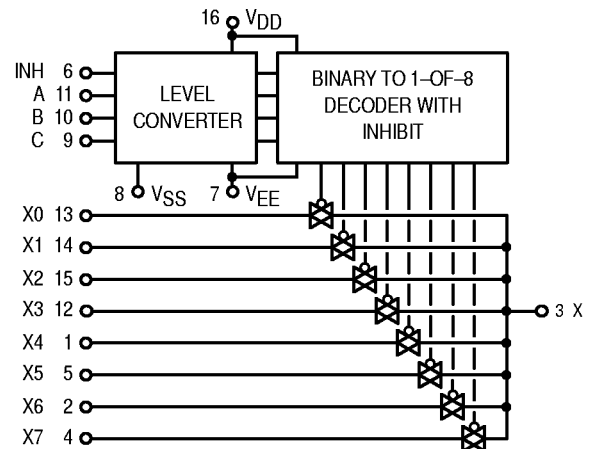 16 VDD
INH 6
A 11
B 10
C 9
LEVEL
CONVERTER
BINARY TO 1–OF–8
DECODER WITH
INHIBIT
8 VSS
7 VEE
X0 13
X1 14
X2 15
X3 12
3 X
X4 1
X5 5
X6 2
X7 4